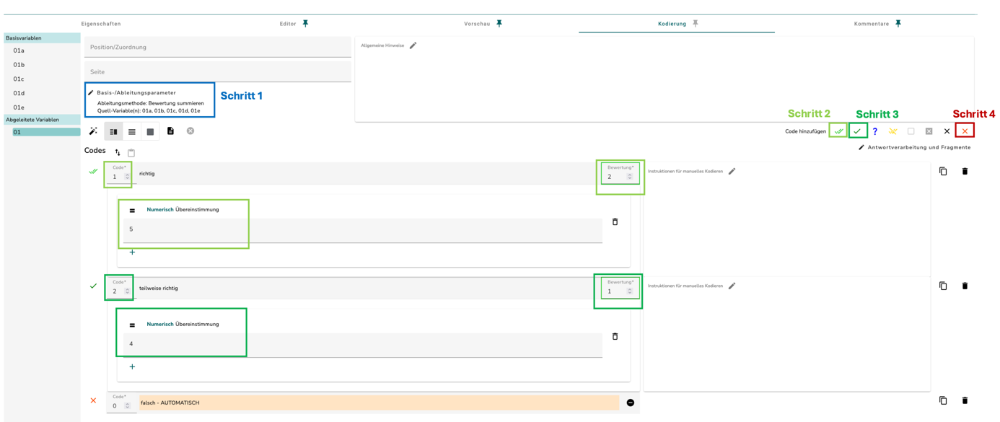 Eigenschaften
Editor
Vorschau
Kodierung
Kommentare
Basisvariablen
01a
01b
01c
01d
01e
Abgeleitete Variablen
01
Position/Zuordnung
Seite
Allgemeine Hinweise
Basis-/Ableitungsparameter
Ableitungsmethode: Bewertung summieren
Quell-Variable(n): 01a, 01b, 01c, 01d, 01e
Schritt 1
Schritt 2
Schritt 3
Schritt 4
Code hinzufügen
?
Antwortverarbeitung und Fragmente
Codes
Code*
1
richtig
Bewertung*
2
Instruktionen für manuelles Kodieren
Numerisch Übereinstimmung
5
Code*
2
teilweise richtig
Bewertung*
1
Instruktionen für manuelles Kodieren
Numerisch Übereinstimmung
4
Code*
0
falsch - AUTOMATISCH